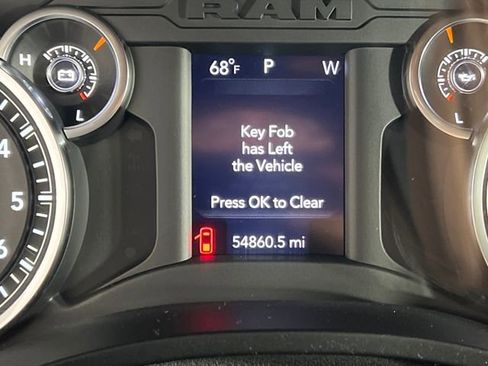 RAM
68°F P W
H
H
L
L
Key Fob
has Left
the Vehicle
Press OK to Clear
4
5
6
54860.5 mi